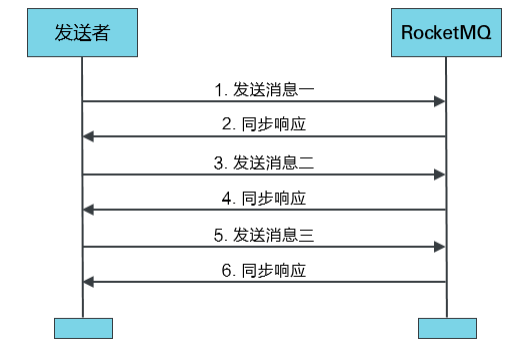 发送者
RocketMQ
1. 发送消息一
2. 同步响应
3. 发送消息二
4. 同步响应
5. 发送消息三
6. 同步响应